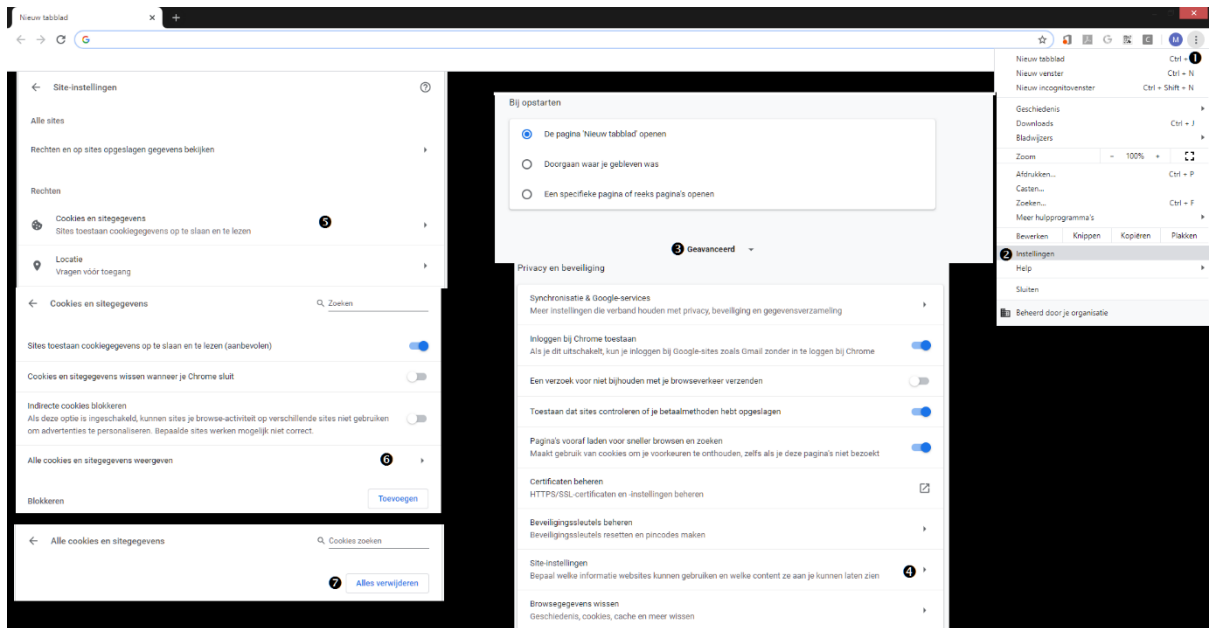 Nieuw tabblad
Site-instellingen
Alle sites
Rechten en op sites opgeslagen gegevens bekijken
Rechten
Cookies en sitegegevens
❺
Sites toestaan cookiegegevens op te slaan en te lezen
Locatie
Vragen vóór toegang
Cookies en sitegegevens
Zoeken
Sites toestaan cookiegegevens op te slaan en te lezen (aanbevolen)
Cookies en sitegegevens wissen wanneer je Chrome sluit
Indirecte cookies blokkeren
Als deze optie is ingeschakeld, kunnen sites je browse-activiteit op verschillende sites niet gebruiken
om advertenties te personaliseren. Bepaalde sites werken mogelijk niet correct.
Alle cookies en sitegegevens weergeven ❻
Blokkeren Toevoegen
Alle cookies en sitegegevens
Cookies zoeken
❼ Alles verwijderen
Bij opstarten
De pagina 'Nieuw tabblad' openen
Doorgaan waar je gebleven was
Een specifieke pagina of reeks pagina's openen
❸ Geavanceerd
Privacy en beveiliging
Synchronisatie & Google-services
Meer instellingen die verband houden met privacy, beveiliging en gegevensverzameling
Inloggen bij Chrome toestaan
Als je dit uitschakelt, kun je inloggen bij Google-sites zoals Gmail zonder in te loggen bij Chrome
Een verzoek voor niet bijhouden met je browseverkeer verzenden
Toestaan dat sites controleren of je betaalmethoden hebt opgeslagen
Pagina's vooraf laden voor sneller browsen en zoeken
Maakt gebruik van cookies om je voorkeuren te onthouden, zelfs als je deze pagina's niet bezoekt
Certificaten beheren
HTTPS/SSL-certificaten en -instellingen beheren
Beveiligingssleutels beheren
Beveiligingssleutels resetten en pincodes maken
Site-instellingen
Bepaal welke informatie websites kunnen gebruiken en welke content ze aan je kunnen laten zien ❹
Browsegegevens wissen
Geschiedenis, cookies, cache en meer wissen
M
Nieuw tabblad Ctrl + ❶
Nieuw venster Ctrl + N
Nieuw incognitovenster Ctrl + Shift + N
Geschiedenis
Downloads Ctrl + J
Bladwijzers
Zoom - 100% +
Afdrukken... Ctrl + P
Casten...
Zoeken... Ctrl + F
Meer hulpprogramma's
Bewerken Knippen Kopiëren Plakken
❷ Instellingen
Help
Sluiten
Beheerd door je organisatie